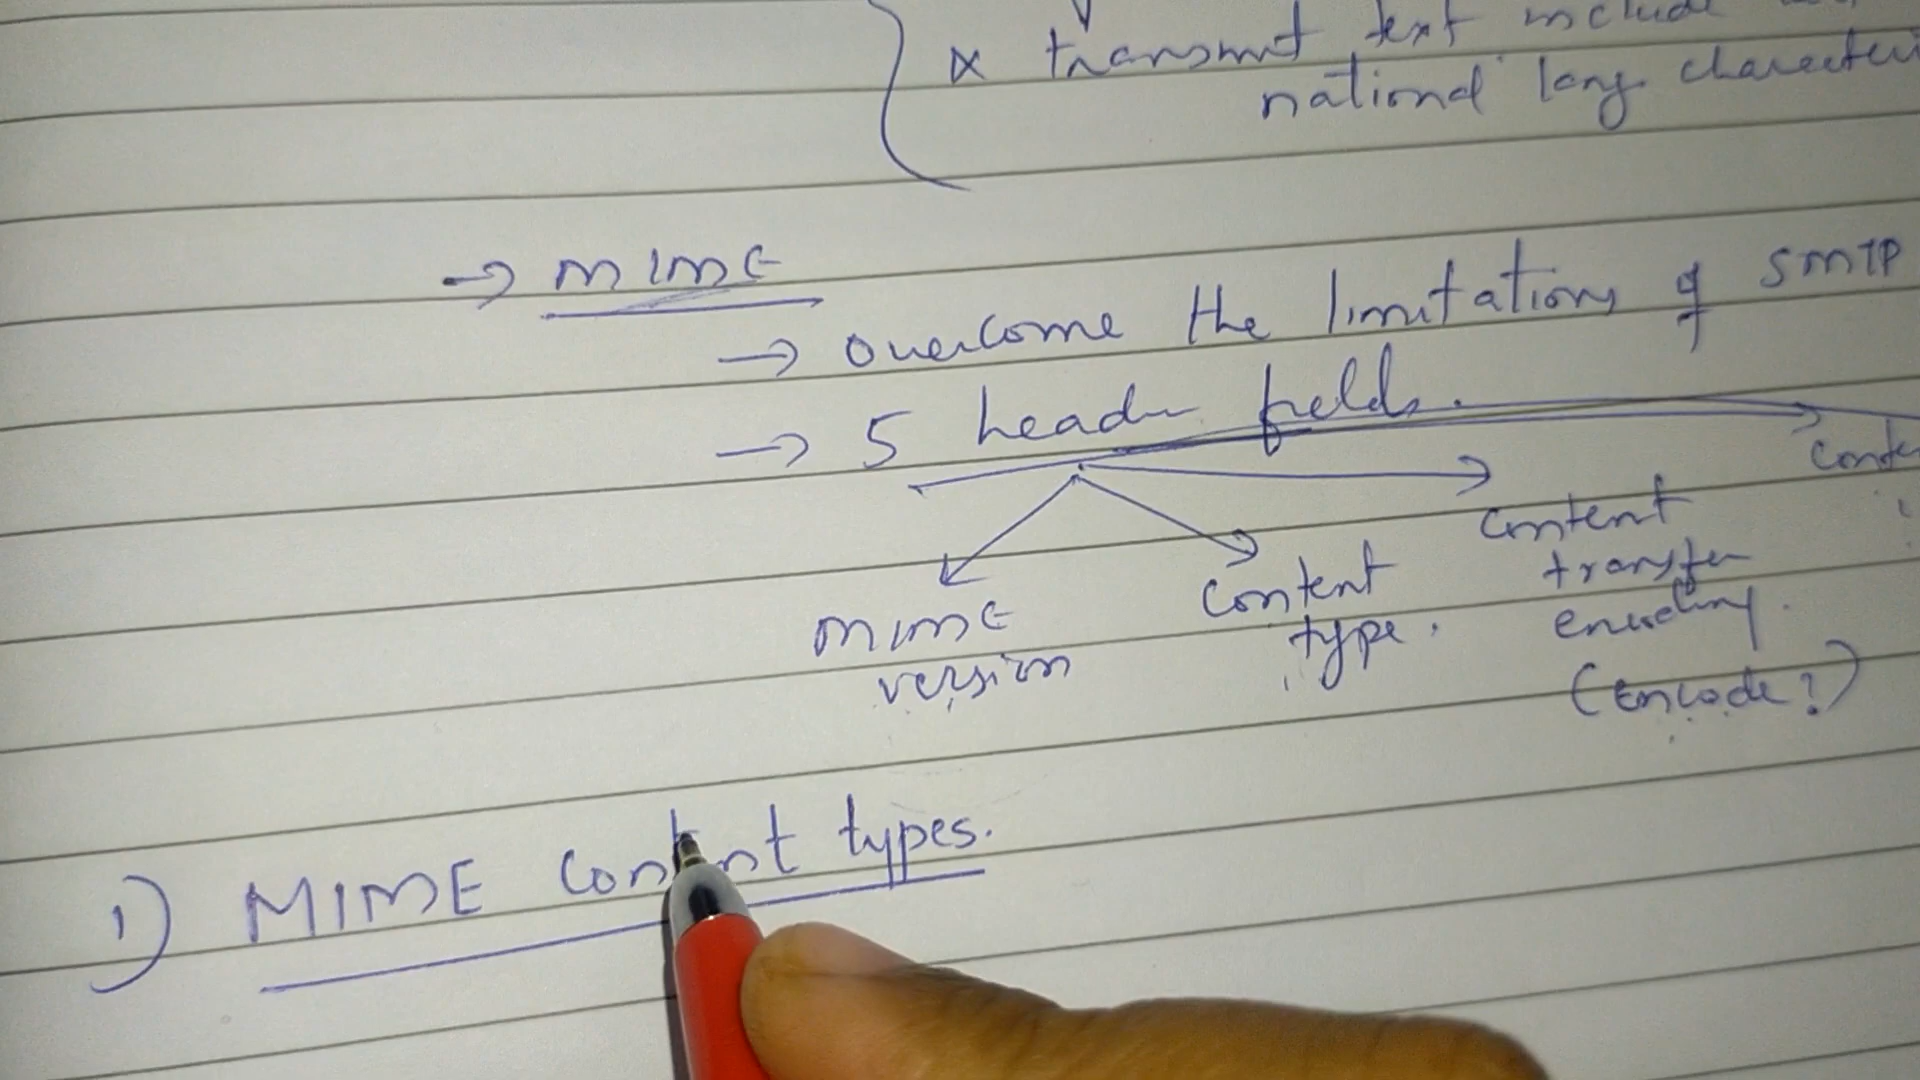 x transmit text include
national lang. character
→ MIME
→ overcome the limitations of SMTP
→ 5 header fields.
MIME
version
Content
type.
Content
transfer
encoding.
(encode?)
1) MIME Content types.